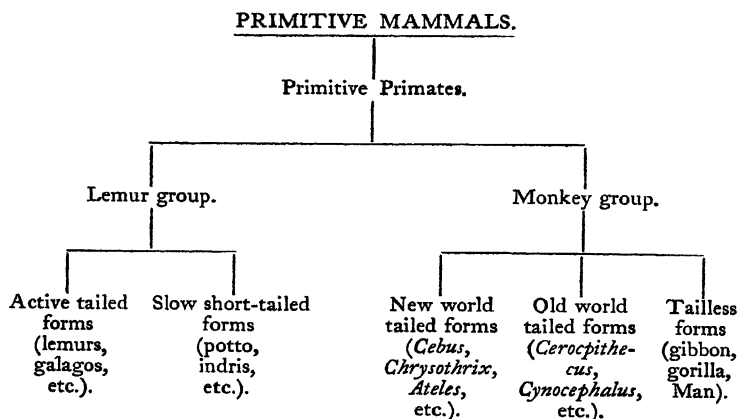 PRIMITIVE MAMMALS.
Primitive Primates.
Lemur group.
Monkey group.
Active tailed
forms
(lemurs,
galagos,
etc.).
Slow short-tailed
forms
(potto,
indris,
etc.).
New world
tailed forms
(Cebus,
Chrysothrix,
Ateles,
etc.).
Old world
tailed forms
(Cerocpithe-
cus,
Cynocephalus,
etc.).
Tailless
forms
(gibbon,
gorilla,
Man).